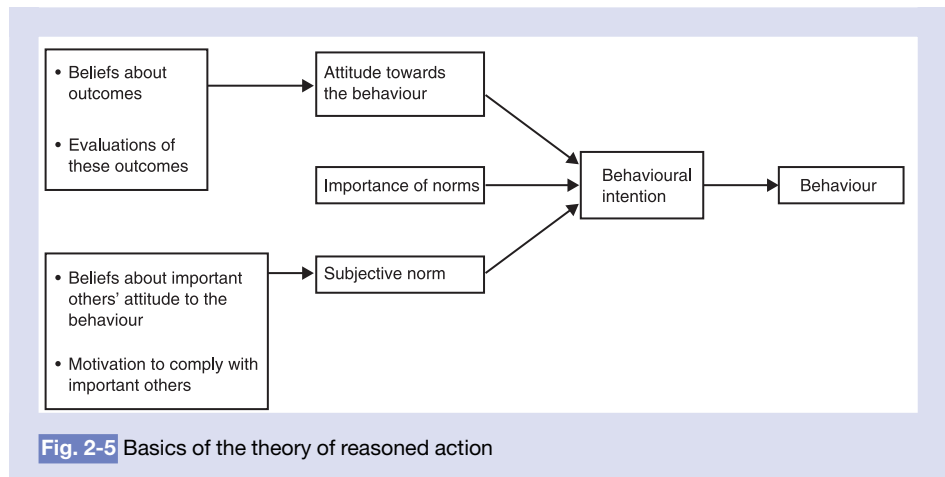 • Beliefs about
outcomes
• Evaluations of
these outcomes
Attitude towards
the behaviour
Importance of norms
Behavioural
intention
Behaviour
• Beliefs about important
others' attitude to the
behaviour
• Motivation to comply with
important others
Subjective norm
Fig. 2-5 Basics of the theory of reasoned action